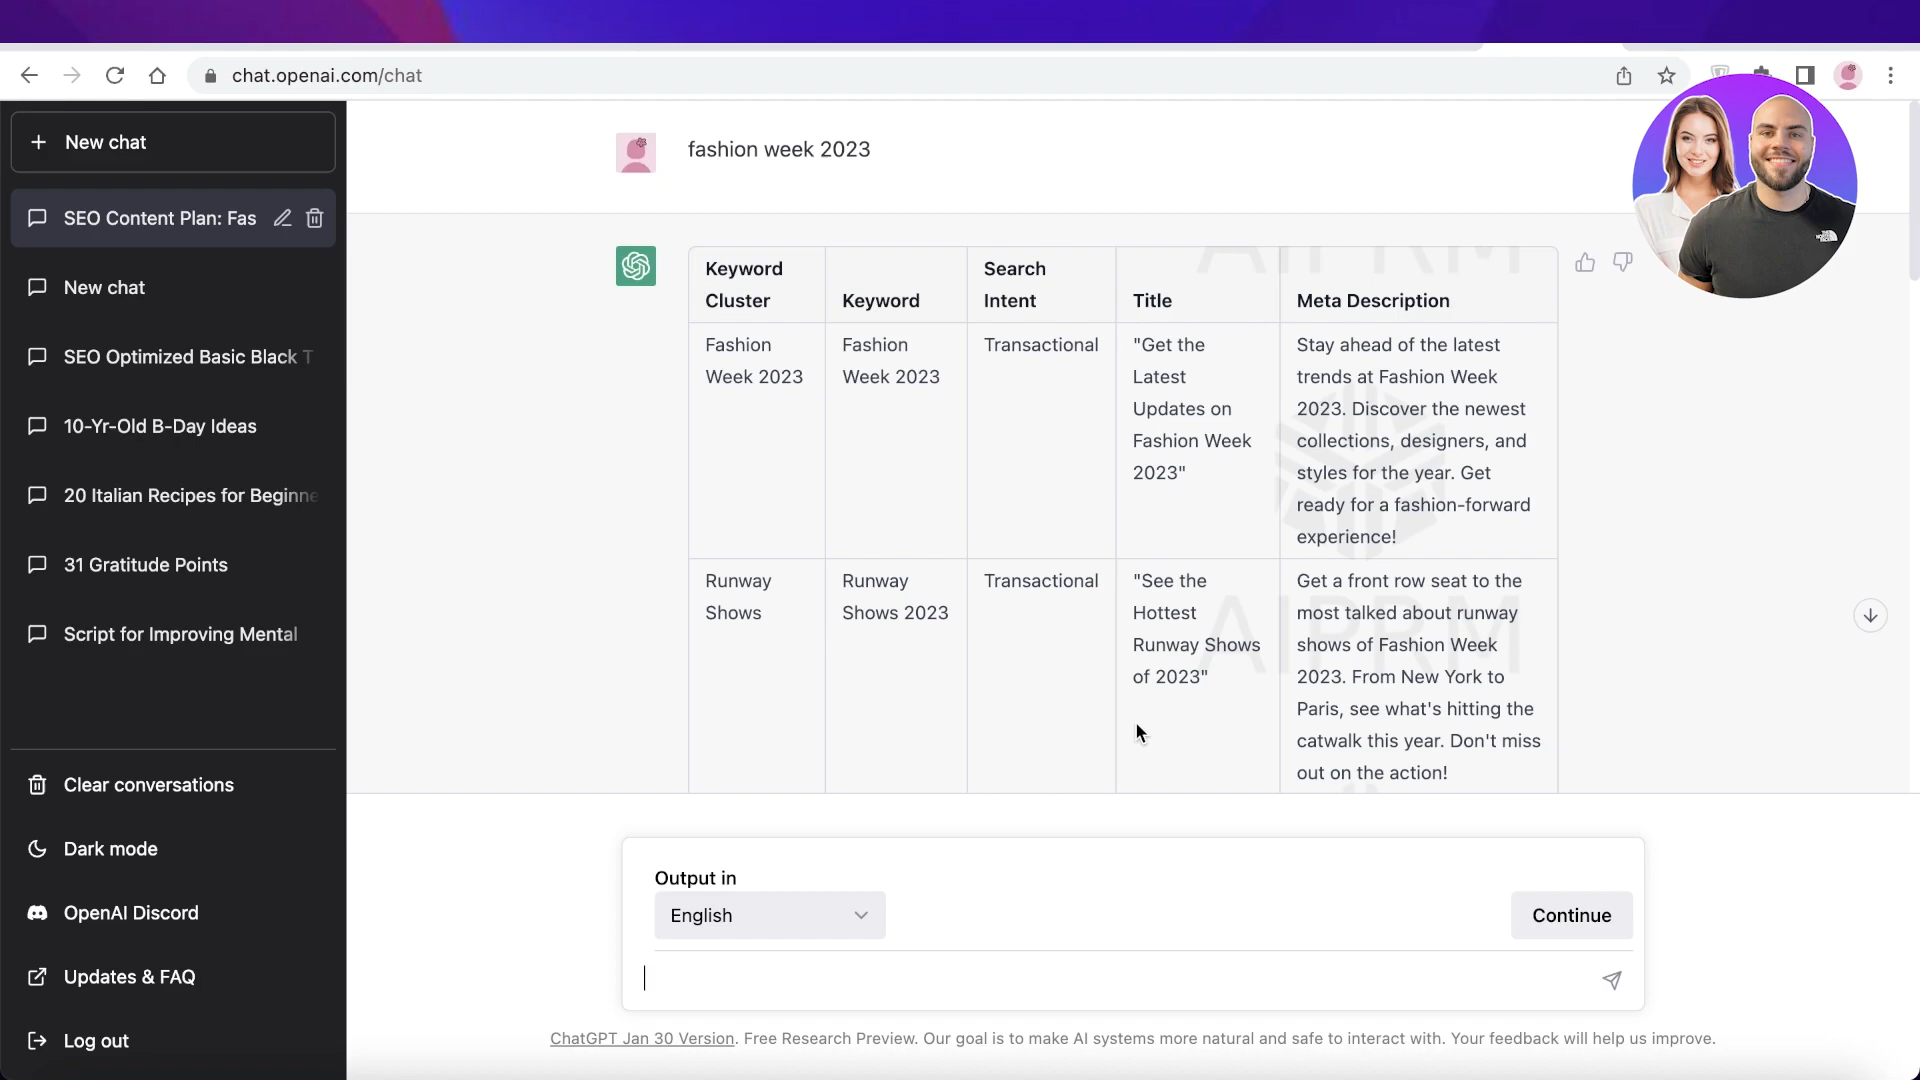 chat.openai.com/chat
New chat
SEO Content Plan: Fas
New chat
SEO Optimized Basic Black T
10-Yr-Old B-Day Ideas
20 Italian Recipes for Beginne
31 Gratitude Points
Script for Improving Mental
Clear conversations
Dark mode
OpenAI Discord
Updates & FAQ
Log out
fashion week 2023
Keyword
Cluster
Keyword
Search
Intent
Title
Meta Description
Fashion
Week 2023
Fashion
Week 2023
Transactional
"Get the
Latest
Updates on
Fashion Week
2023"
Stay ahead of the latest
trends at Fashion Week
2023. Discover the newest
collections, designers, and
styles for the year. Get
ready for a fashion-forward
experience!
Runway
Shows
Runway
Shows 2023
Transactional
"See the
Hottest
Runway Shows
of 2023"
Get a front row seat to the
most talked about runway
shows of Fashion Week
2023. From New York to
Paris, see what's hitting the
catwalk this year. Don't miss
out on the action!
AIPRM
AIPRM
Output in
English
Continue
ChatGPT Jan 30 Version. Free Research Preview. Our goal is to make AI systems more natural and safe to interact with. Your feedback will help us improve.